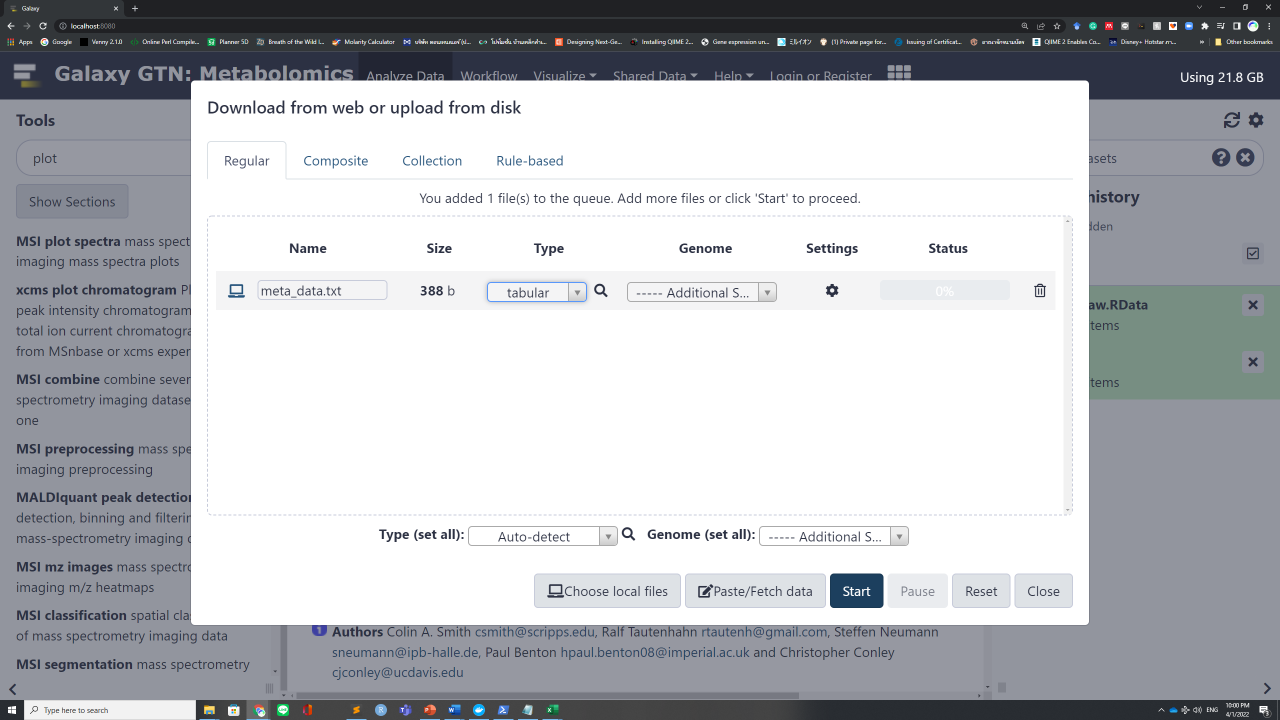 Galaxy
localhost:8080
Apps
Google
Venny 2.1.0
Online Perl Compile...
Planner 5D
Breath of the Wild I...
Molarity Calculator
Designing Next-Ge...
Installing QIIME 2...
Gene expression un...
ミルイオン
(1) Private page for...
Issuing of Certificat...
QIIME 2 Enables Co...
Disney+ Hotstar กา...
»
Other bookmarks
Galaxy GTN: Metabolomics
Analyze Data
Workflow
Visualize
Shared Data
Help
Login or Register
Using 21.8 GB
Download from web or upload from disk
Regular
Composite
Collection
Rule-based
You added 1 file(s) to the queue. Add more files or click 'Start' to proceed.
Name Size Type Genome Settings Status
meta_data.txt 388 b tabular ----- Additional S... 0%
Type (set all): Auto-detect Genome (set all): ----- Additional S...
Choose local files
Paste/Fetch data
Start
Pause
Reset
Close
Tools
plot
Show Sections
MSI plot spectra mass spect
imaging mass spectra plots
xcms plot chromatogram Pl
peak intensity chromatogram
total ion current chromatogra
from MSnbase or xcms exper
MSI combine combine sever
spectrometry imaging datase
one
MSI preprocessing mass spe
imaging preprocessing
MALDIquant peak detection
detection, binning and filterin
mass-spectrometry imaging d
MSI mz images mass spectro
imaging m/z heatmaps
MSI classification spatial clas
of mass spectrometry imaging data
MSI segmentation mass spectrometry
asets
history
dden
aw.RData
tems
tems
Authors Colin A. Smith csmith@scripps.edu, Ralf Tautenhahn rtautenh@gmail.com, Steffen Neumann
sneumann@ipb-halle.de, Paul Benton hpaul.benton08@imperial.ac.uk and Christopher Conley
cjconley@ucdavis.edu
Type here to search
ENG
10:00 PM
4/1/2022